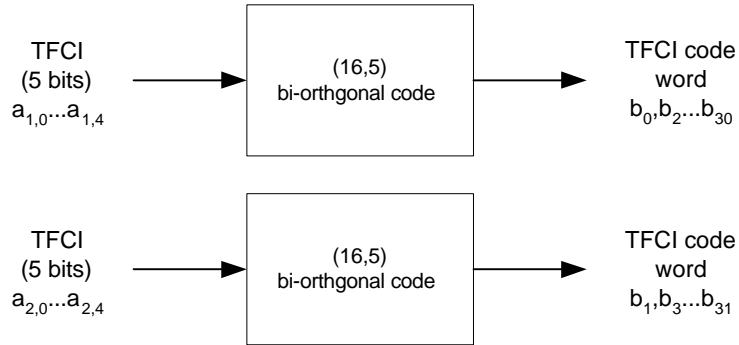 TFCI
(5 bits)
a1,0...a1,4
(16,5)
bi-orthgonal code
TFCI code
word
b0,b2...b30
TFCI
(5 bits)
a2,0...a2,4
(16,5)
bi-orthgonal code
TFCI code
word
b1,b3...b31